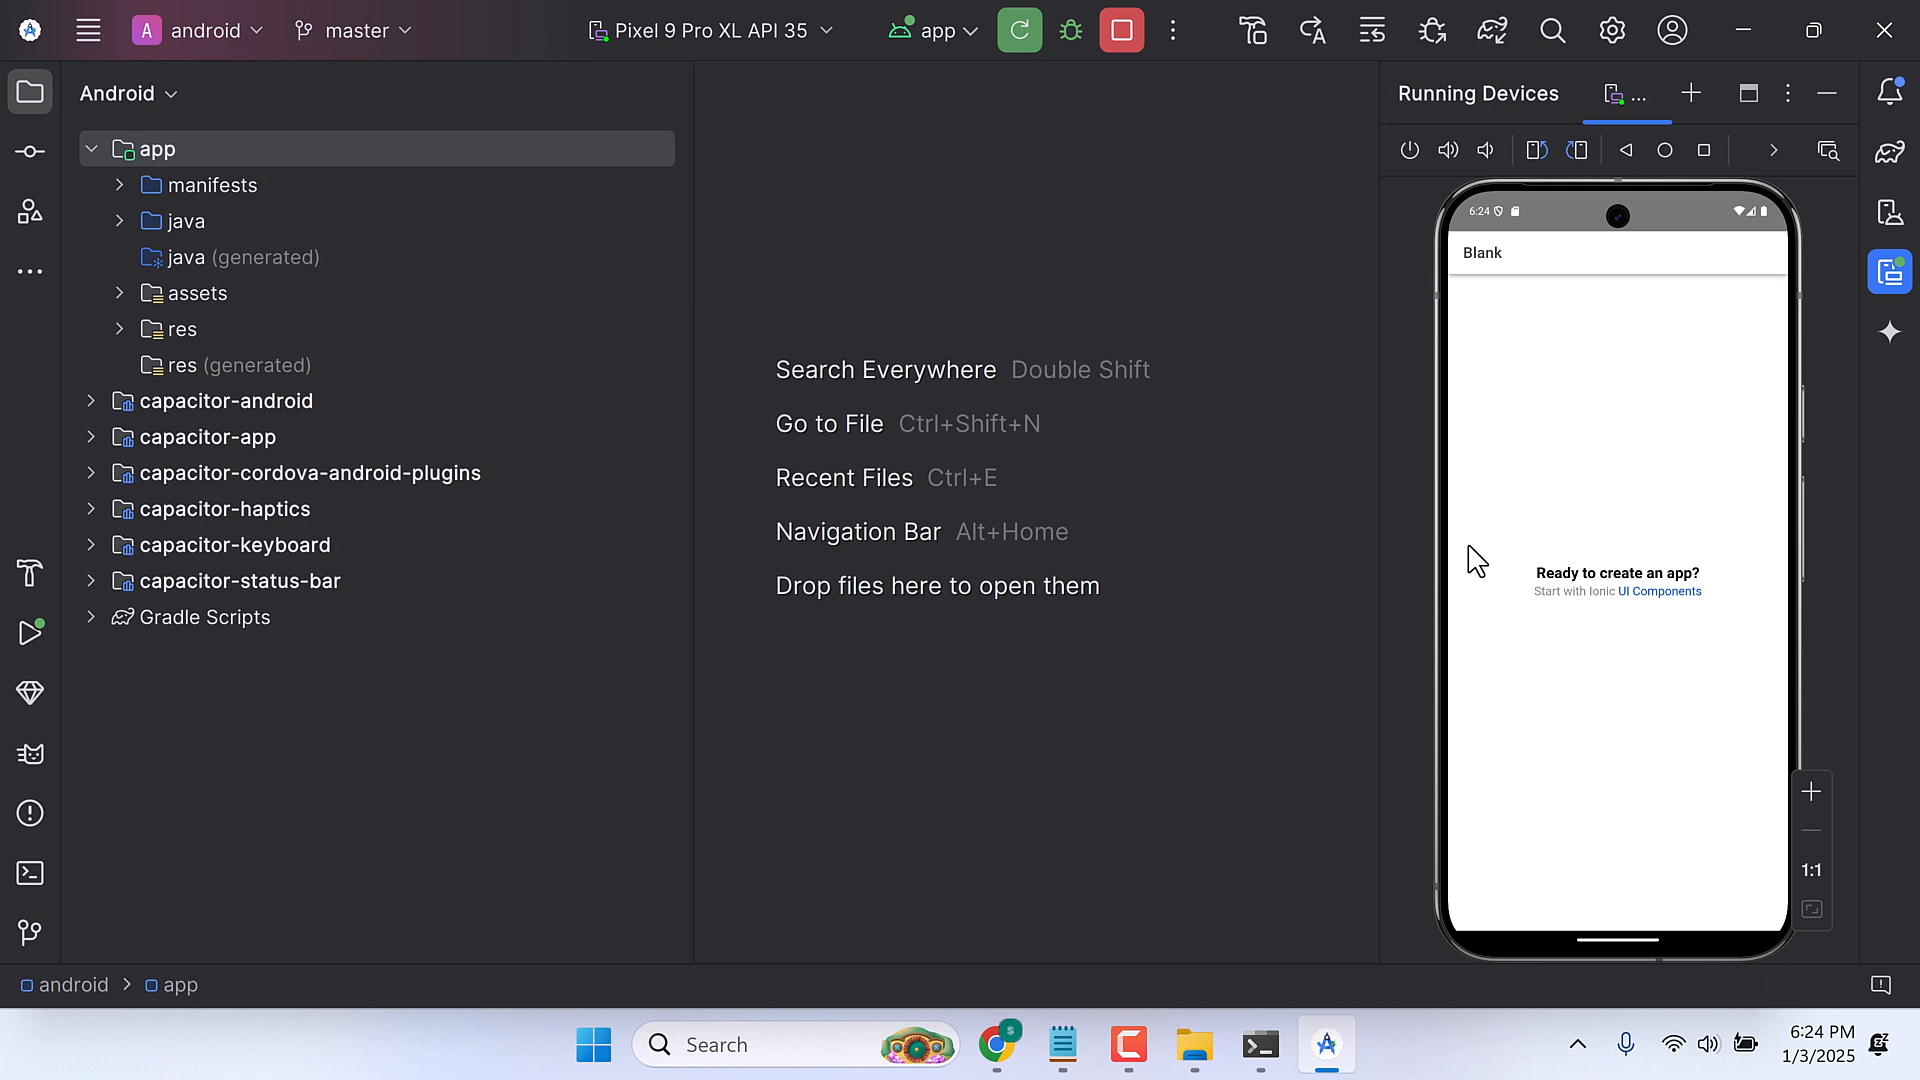 A android master Pixel 9 Pro XL API 35 app
Android
app
manifests
java
java (generated)
assets
res
res (generated)
capacitor-android
capacitor-app
capacitor-cordova-android-plugins
capacitor-haptics
capacitor-keyboard
capacitor-status-bar
Gradle Scripts
Search Everywhere Double Shift
Go to File Ctrl+Shift+N
Recent Files Ctrl+E
Navigation Bar Alt+Home
Drop files here to open them
Running Devices ...
6:24
Blank
Ready to create an app?
Start with Ionic UI Components
1:1
android > app
Search
6:24 PM
1/3/2025